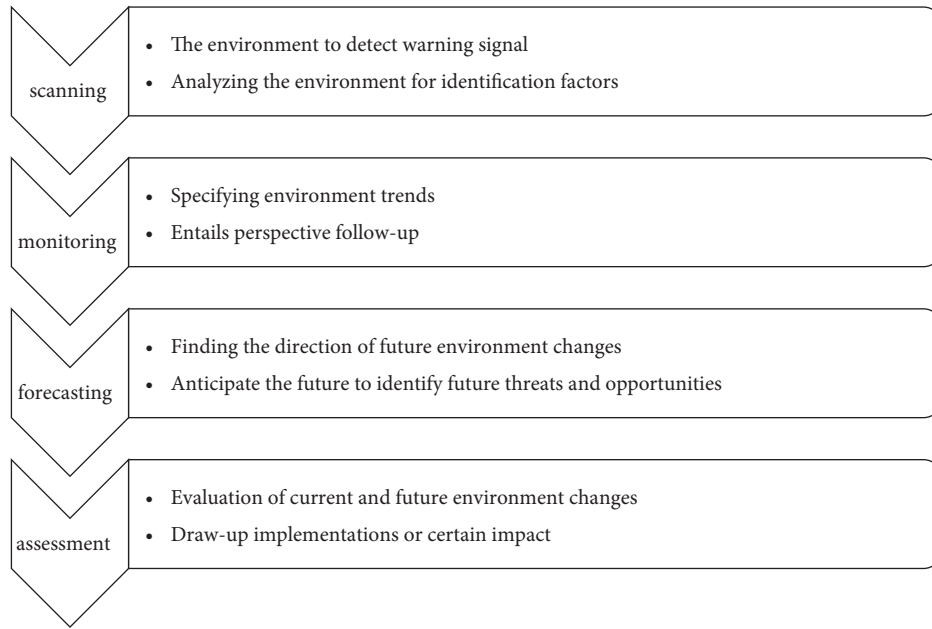 scanning
• The environment to detect warning signal
• Analyzing the environment for identification factors
monitoring
• Specifying environment trends
• Entails perspective follow-up
forecasting
• Finding the direction of future environment changes
• Anticipate the future to identify future threats and opportunities
assessment
• Evaluation of current and future environment changes
• Draw-up implementations or certain impact